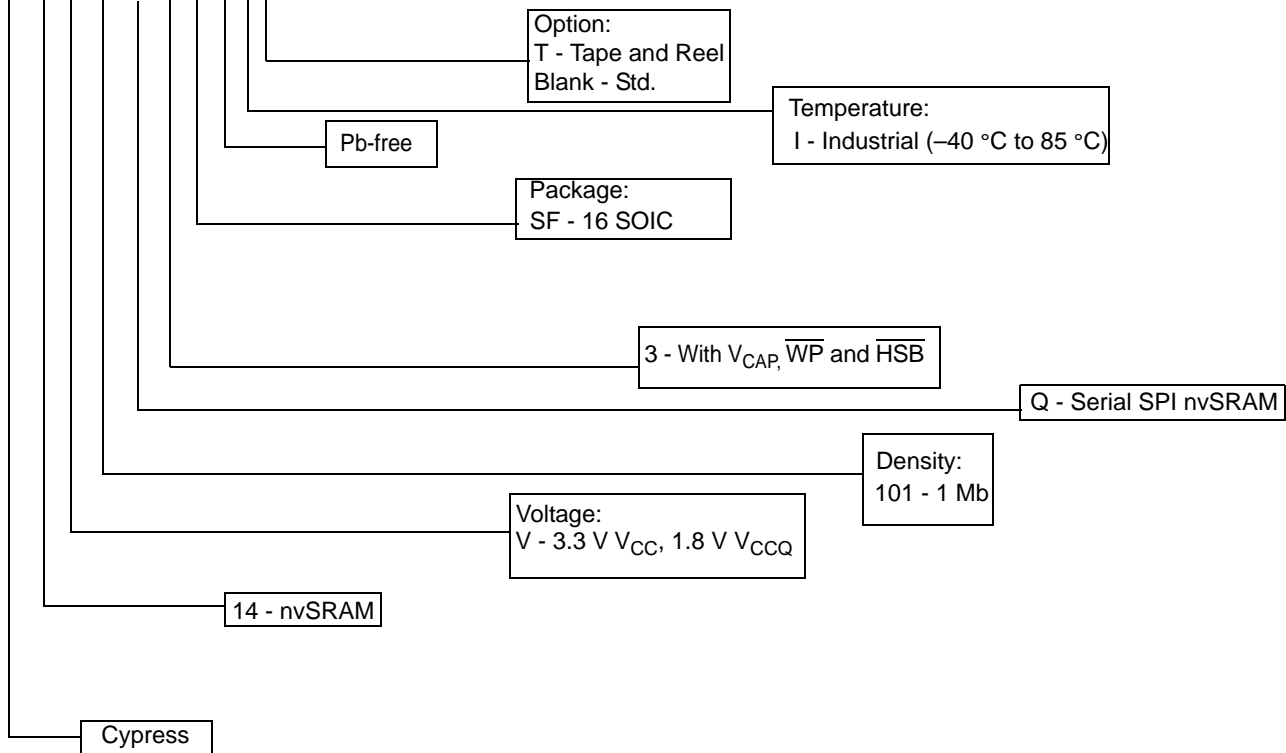 Option:
T - Tape and Reel
Blank - Std.
Temperature:
I - Industrial (–40 °C to 85 °C)
Pb-free
Package:
SF - 16 SOIC
3 - With VCAP, WP and HSB
Q - Serial SPI nvSRAM
Density:
101 - 1 Mb
Voltage:
V - 3.3 V VCC, 1.8 V VCCQ
14 - nvSRAM
Cypress